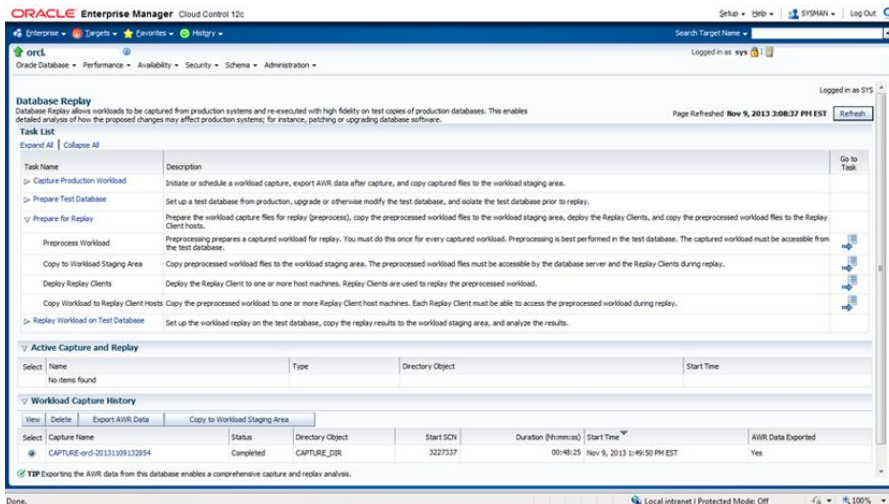 ORACLE Enterprise Manager Cloud Control 12c
Setup Help SYSMAN Log Out
Enterprise Targets Favorites History
Search Target Name
orcl.
Logged in as sys
Oracle Database Performance Availability Security Schema Administration
Logged in as SYS
Database Replay
Database Replay allows workloads to be captured from production systems and re-executed with high fidelity on test copies of production databases. This enables
detailed analysis of how the proposed changes may affect production systems; for instance, patching or upgrading database software.
Page Refreshed Nov 9, 2013 3:08:37 PM EST Refresh
Task List
Expand All | Collapse All
Task Name Description Go to Task
Capture Production Workload Initiate or schedule a workload capture, export AWR data after capture, and copy captured files to the workload staging area.
Prepare Test Database Set up a test database from production, upgrade or otherwise modify the test database, and isolate the test database prior to replay.
Prepare for Replay Prepare the workload capture files for replay (preprocess), copy the preprocessed workload files to the workload staging area, deploy the Replay Clients, and copy the preprocessed workload files to the Replay
Client hosts.
Preprocess Workload Preprocessing prepares a captured workload for replay. You must do this once for every captured workload. Preprocessing is best performed in the test database. The captured workload must be accessible from
the test database.
Copy to Workload Staging Area Copy preprocessed workload files to the workload staging area. The preprocessed workload files must be accessible by the database server and the Replay Clients during replay.
Deploy Replay Clients Deploy the Replay Client to one or more host machines. Replay Clients are used to replay the preprocessed workload.
Copy Workload to Replay Client Hosts Copy the preprocessed workload to one or more Replay Client host machines. Each Replay Client must be able to access the preprocessed workload during replay.
Replay Workload on Test Database Set up the workload replay on the test database, copy the replay results to the workload staging area, and analyze the results.
Active Capture and Replay
Select Name Type Directory Object Start Time
No items found
Workload Capture History
View Delete Export AWR Data Copy to Workload Staging Area
Select Capture Name Status Directory Object Start SCN Duration (hh:mm:ss) Start Time AWR Data Exported
CAPTURE-orcl-20131109132854 Completed CAPTURE_DIR 3227337 00:48:25 Nov 9, 2013 1:49:50 PM EST Yes
TIP Exporting the AWR data from this database enables a comprehensive capture and replay analysis.
Done. Local intranet | Protected Mode: Off 100%